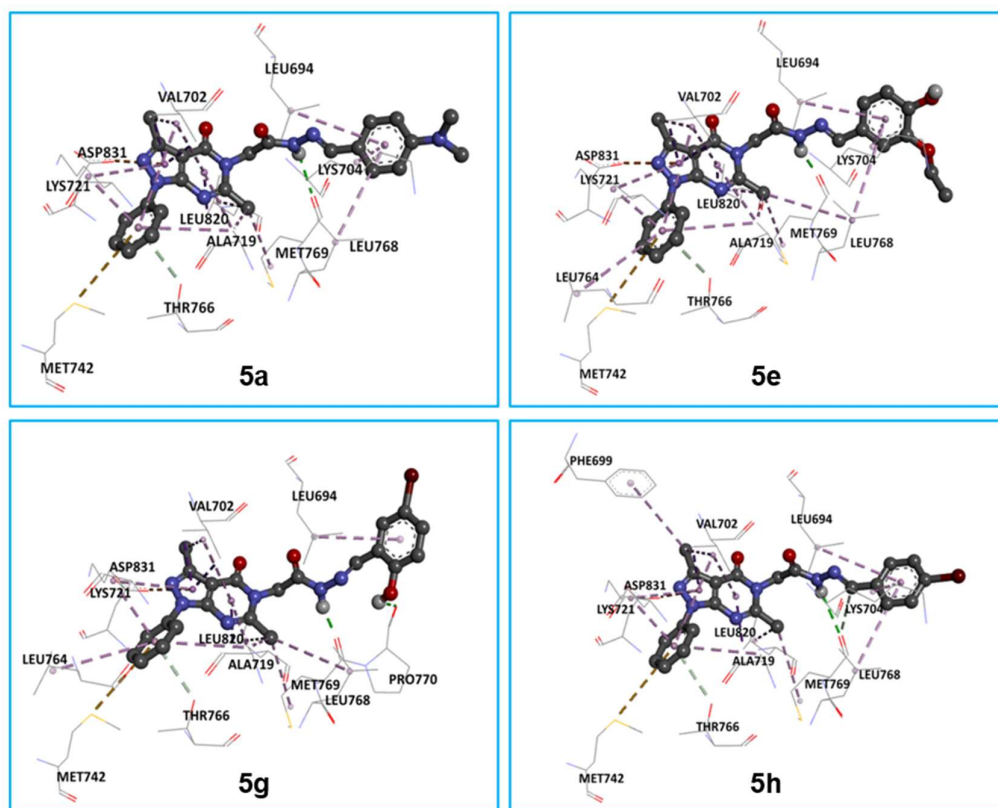 LEU694
VAL702
ASP831
LYS721
LYS704
LEU820
ALA719
MET769
LEU768
THR766
MET742
5a
LEU694
VAL702
ASP831
LYS721
LYS704
LEU820
ALA719
MET769
LEU768
LEU764
THR766
MET742
5e
LEU694
VAL702
ASP831
LYS721
LEU820
LEU764
ALA719
MET769
PRO770
LEU768
THR766
MET742
5g
PHE699
VAL702
LEU694
ASP831
LYS721
LYS704
LEU820
ALA719
MET769
LEU768
THR766
MET742
5h